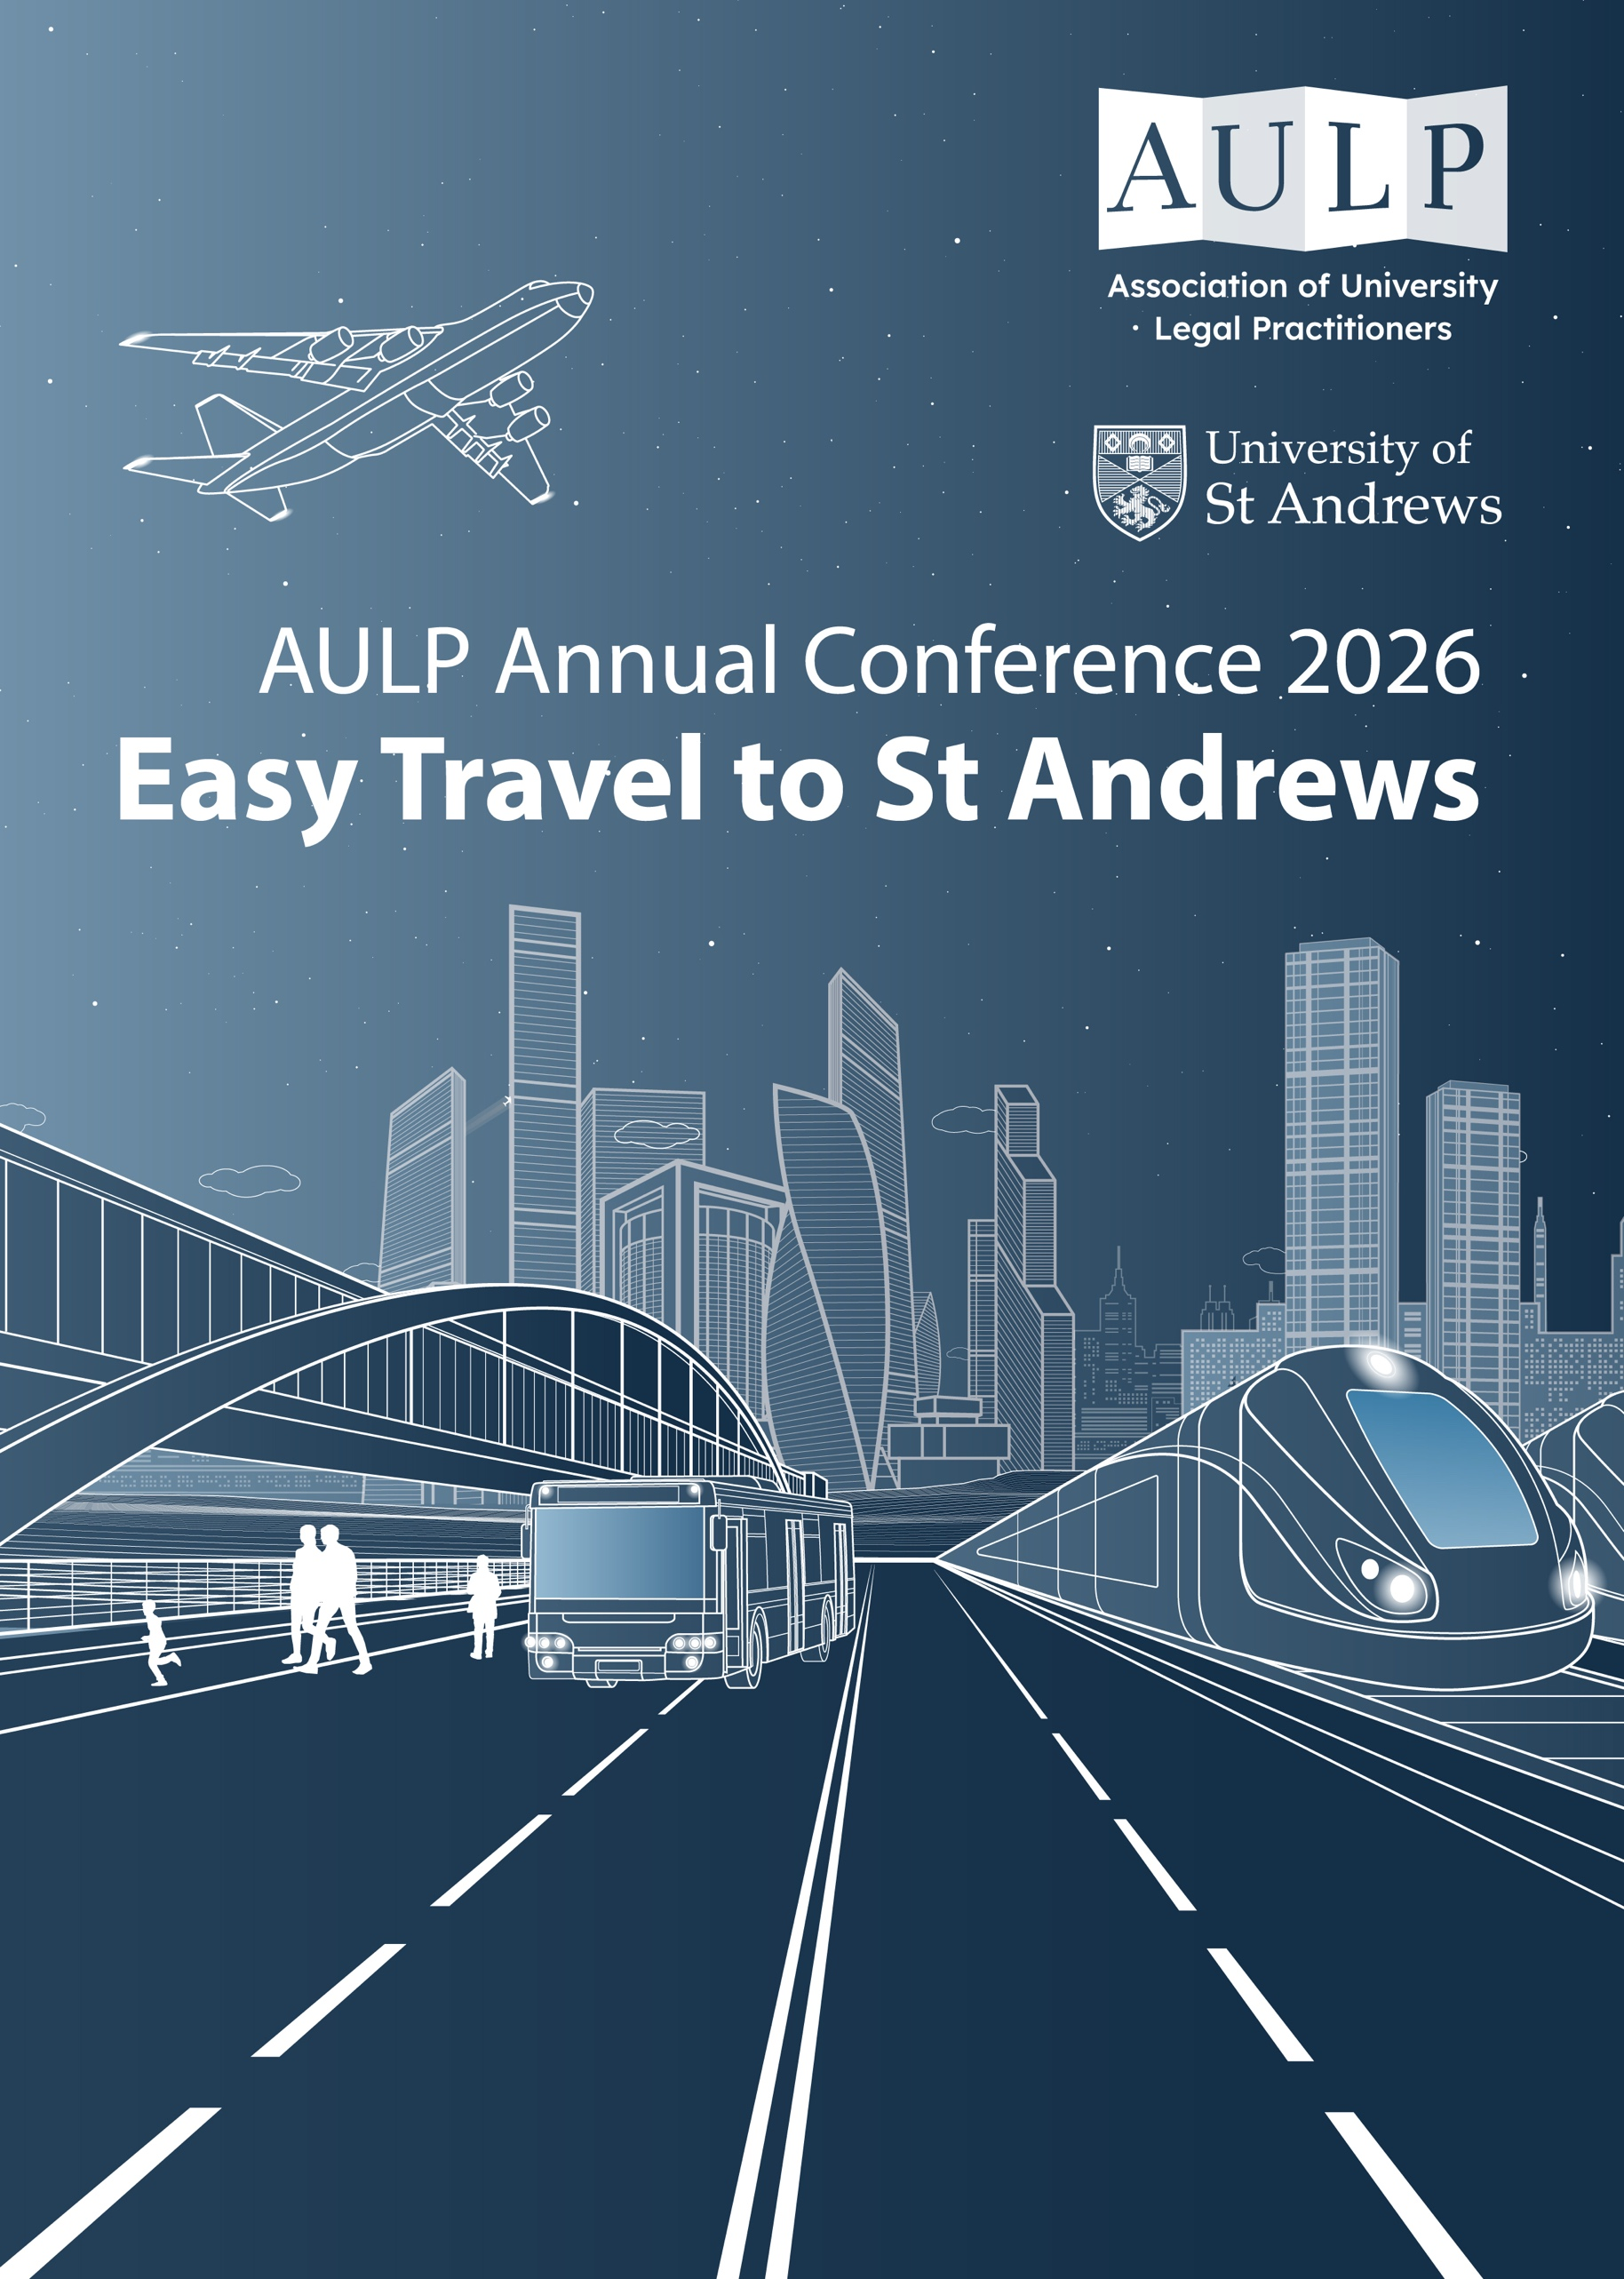 AULP
Association of University
Legal Practitioners
University of
St Andrews
AULP Annual Conference 2026
Easy Travel to St Andrews